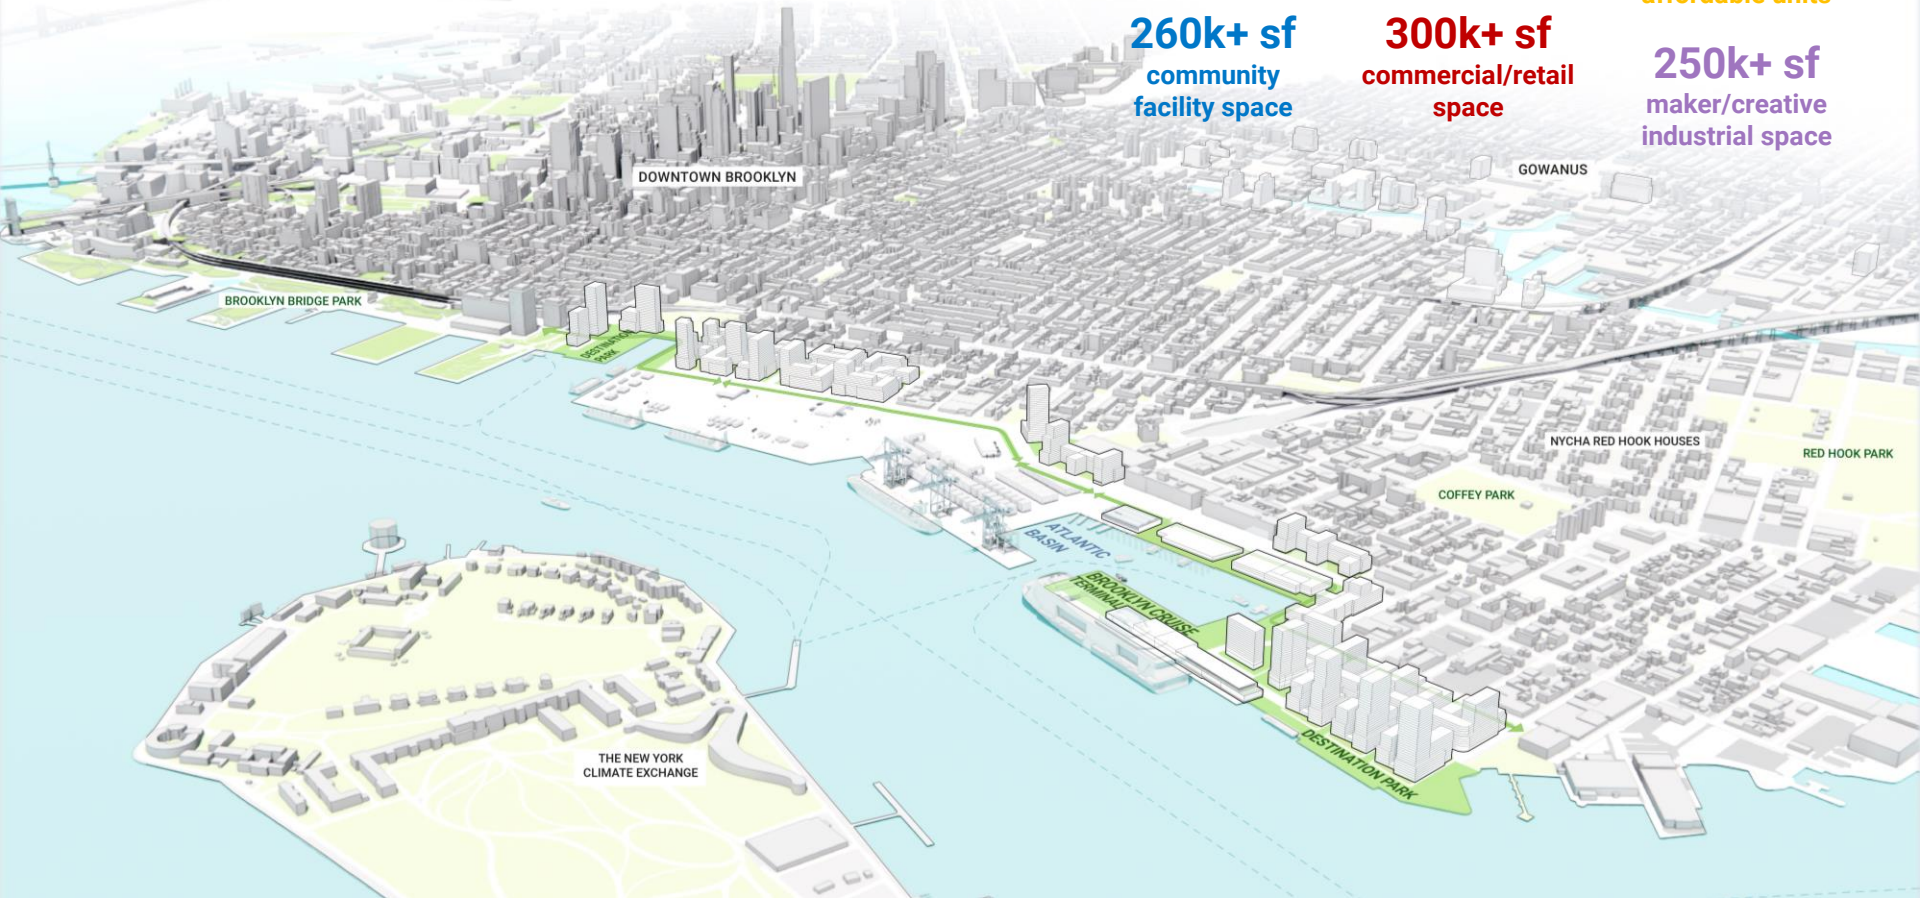 affordable units
260k+ sf
community
facility space
300k+ sf
commercial/retail
space
250k+ sf
maker/creative
industrial space
DOWNTOWN BROOKLYN
GOWANUS
BROOKLYN BRIDGE PARK
DESTINATION
PARK
NYCHA RED HOOK HOUSES
RED HOOK PARK
COFFEY PARK
ATLANTIC
BASIN
BROOKLYN CRUISE
TERMINAL
DESTINATION PARK
THE NEW YORK
CLIMATE EXCHANGE